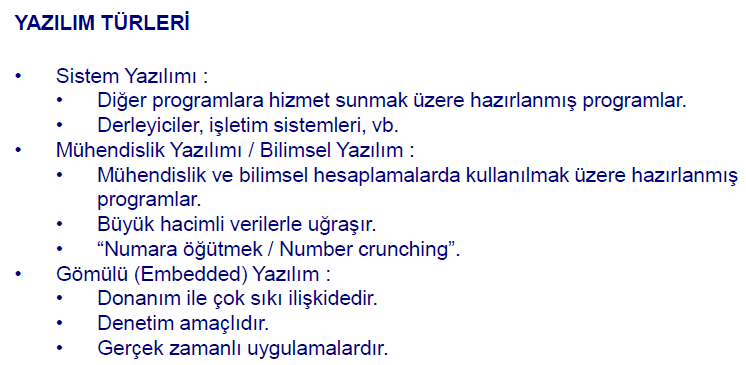 YAZILIM TÜRLERİ
• Sistem Yazılımı :
• Diğer programlara hizmet sunmak üzere hazırlanmış programlar.
• Derleyiciler, işletim sistemleri, vb.
• Mühendislik Yazılımı / Bilimsel Yazılım :
• Mühendislik ve bilimsel hesaplamalarda kullanılmak üzere hazırlanmış
programlar.
• Büyük hacimli verilerle uğraşır.
• “Numara öğütmek / Number crunching”.
• Gömülü (Embedded) Yazılım :
• Donanım ile çok sıkı ilişkidedir.
• Denetim amaçlıdır.
• Gerçek zamanlı uygulamalardır.